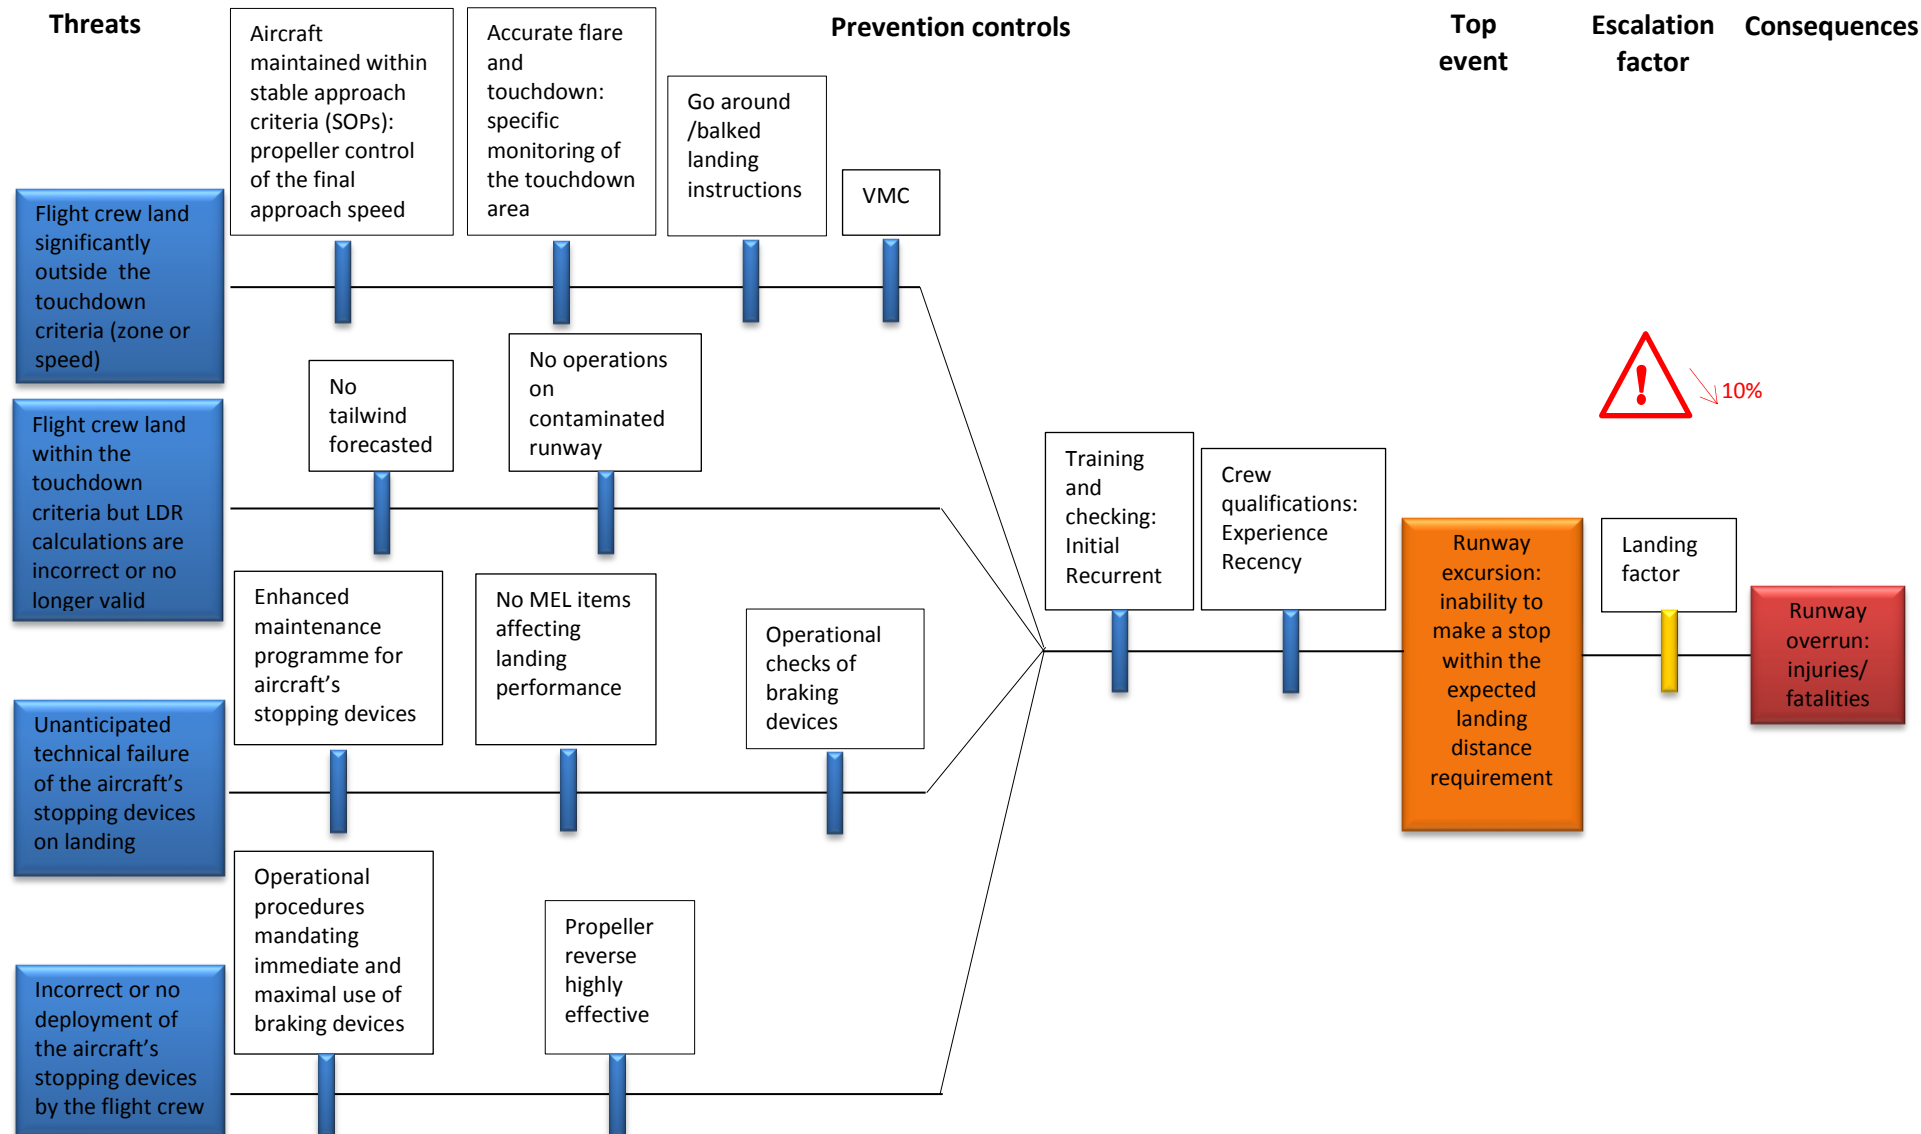 Threats
Prevention controls
Top
event
Escalation
factor
Consequences
Aircraft
maintained within
stable approach
criteria (SOPs):
propeller control
of the final
approach speed
Accurate flare
and
touchdown:
specific
monitoring of
the touchdown
area
Go around
/balked
landing
instructions
VMC
Flight crew land
significantly
outside the
touchdown
criteria (zone or
speed)
No
tailwind
forecasted
No operations
on
contaminated
runway
10%
Flight crew land
within the
touchdown
criteria but LDR
calculations are
incorrect or no
longer valid
Training
and
checking:
Initial
Recurrent
Crew
qualifications:
Experience
Recency
Runway
excursion:
inability to
make a stop
within the
expected
landing
distance
requirement
Landing
factor
Runway
overrun:
injuries/
fatalities
Enhanced
maintenance
programme for
aircraft’s
stopping devices
No MEL items
affecting
landing
performance
Operational
checks of
braking
devices
Unanticipated
technical failure
of the aircraft’s
stopping devices
on landing
Operational
procedures
mandating
immediate and
maximal use of
braking devices
Propeller
reverse
highly
effective
Incorrect or no
deployment of
the aircraft’s
stopping devices
by the flight crew